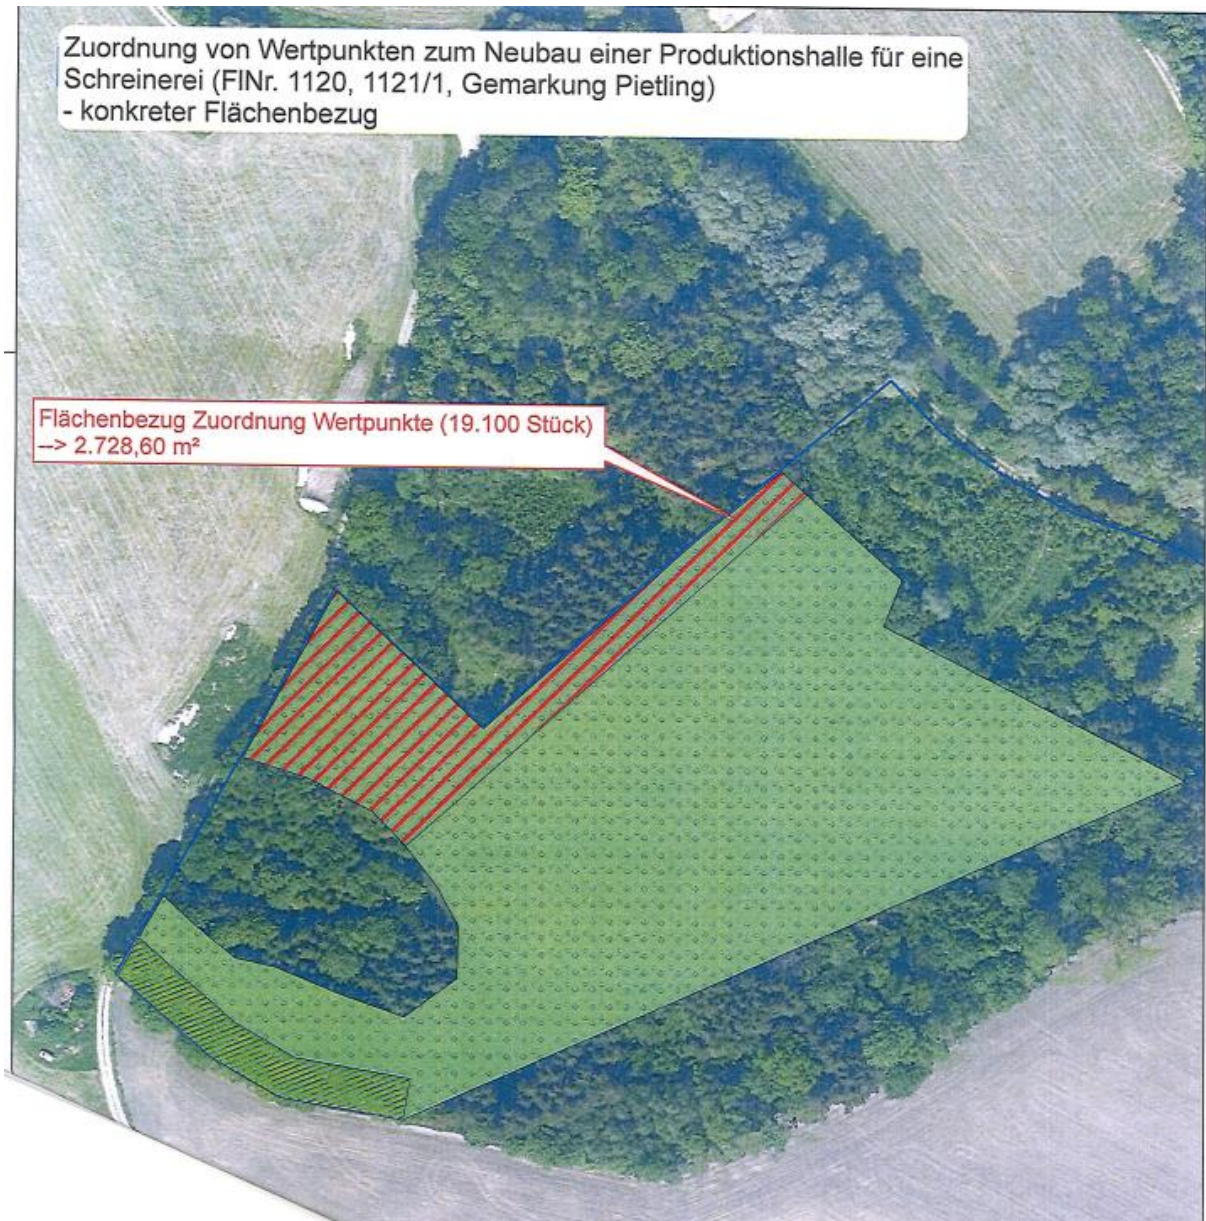 Zuordnung von Wertpunkten zum Neubau einer Produktionshalle für eine
Schreinerei (FlNr. 1120, 1121/1, Gemarkung Pietling)
- konkreter Flächenbezug
Flächenbezug Zuordnung Wertpunkte (19.100 Stück)
--> 2.728,60 m²